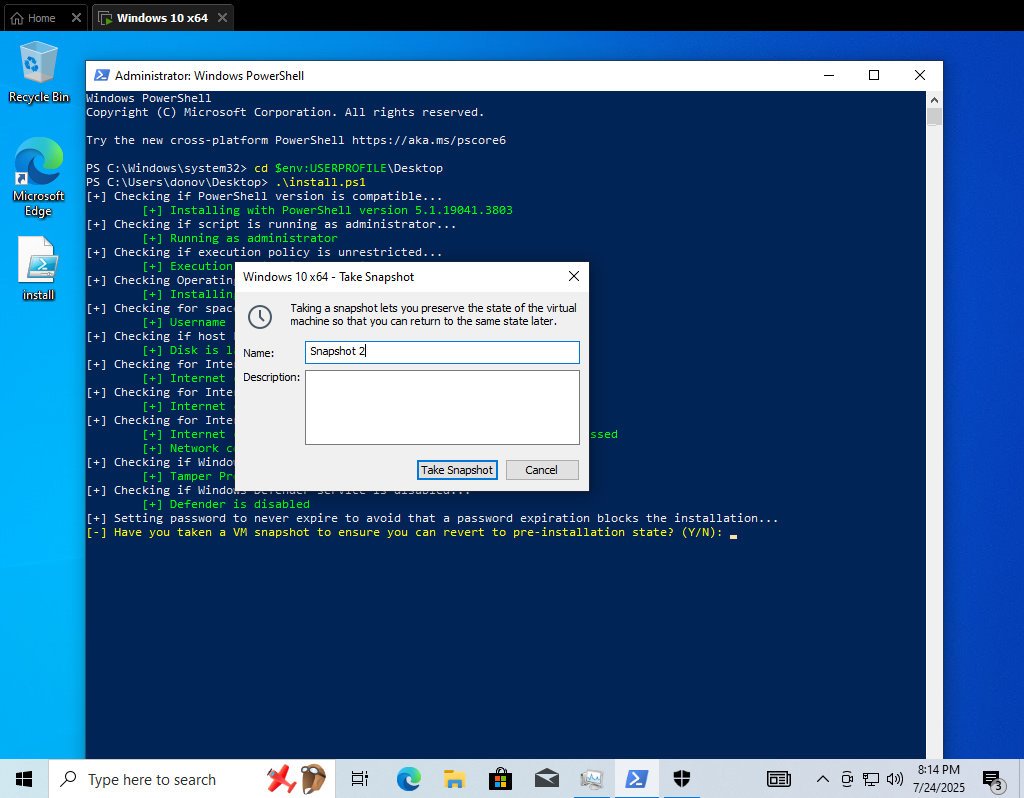 Home
Windows 10 x64
Recycle Bin
Microsoft
Edge
install
Administrator: Windows PowerShell
Windows PowerShell
Copyright (C) Microsoft Corporation. All rights reserved.
Try the new cross-platform PowerShell https://aka.ms/pscore6
PS C:\Windows\system32> cd $env:USERPROFILE\Desktop
PS C:\Users\donov\Desktop> .\install.ps1
[+] Checking if PowerShell version is compatible...
[+] Installing with PowerShell version 5.1.19041.3803
[+] Checking if script is running as administrator...
[+] Running as administrator
[+] Checking if execution policy is unrestricted...
[+] Execution
[+] Checking Operating
[+] Installing
[+] Checking for spac
[+] Username
[+] Checking if host
[+] Disk is l
[+] Checking for Inte
[+] Internet
[+] Checking for Inte
[+] Internet
[+] Checking for Inte
[+] Internet ssed
[+] Network c
[+] Checking if Windo
[+] Tamper Pr
[+] Checking if Windows Defender service is disabled...
[+] Defender is disabled
[+] Setting password to never expire to avoid that a password expiration blocks the installation...
[-] Have you taken a VM snapshot to ensure you can revert to pre-installation state? (Y/N):
Windows 10 x64 - Take Snapshot
Taking a snapshot lets you preserve the state of the virtual
machine so that you can return to the same state later.
Name: Snapshot 2
Description:
Take Snapshot Cancel
Type here to search
8:14 PM
7/24/2025
3